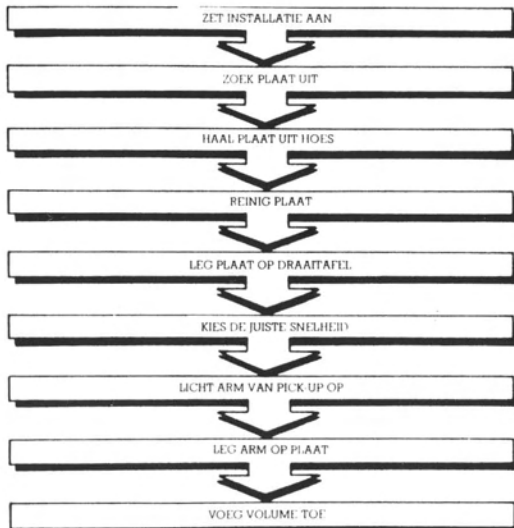 ZET INSTALLATIE AAN
ZOEK PLAAT UIT
HAAL PLAAT UIT HOES
REINIG PLAAT
LEG PLAAT OP DRAAITAFEL
KIES DE JUISTE SNELHEID
LICHT ARM VAN PICK-UP OP
LEG ARM OP PLAAT
VOEG VOLUME TOE